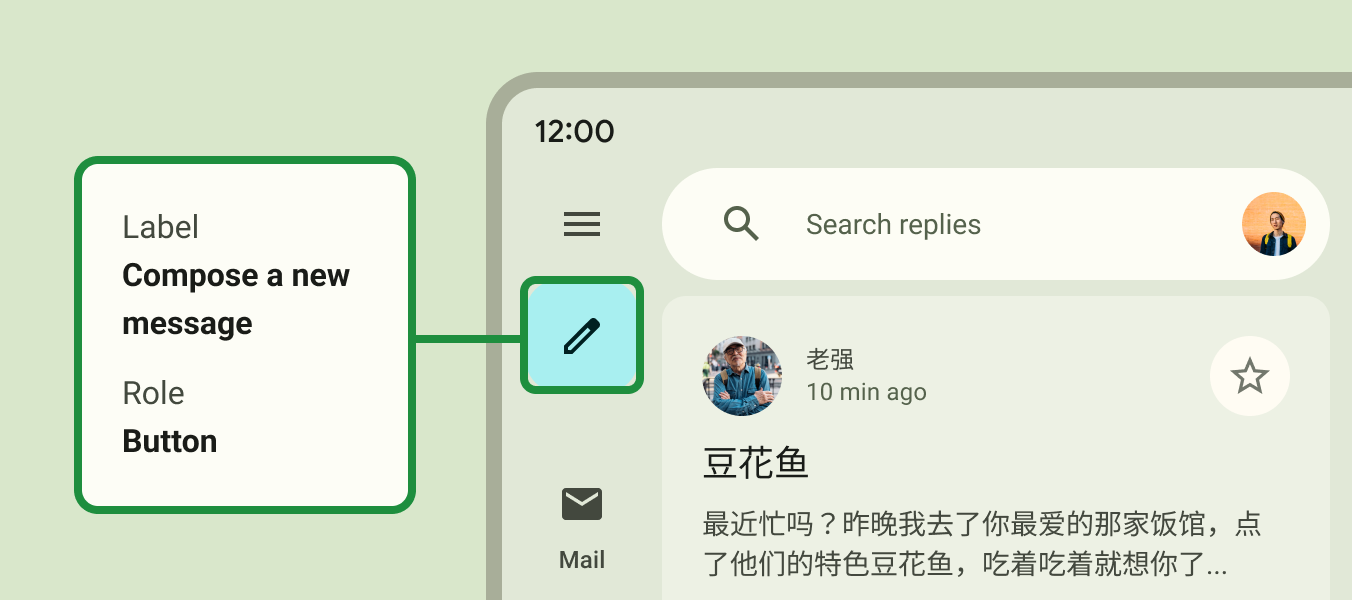 Label
Compose a new
message
Role
Button
12:00
Search replies
老强
10 min ago
豆花鱼
最近忙吗？昨晚我去了你最爱的那家饭馆，点
了他们的特色豆花鱼，吃着吃着就想你了...
Mail